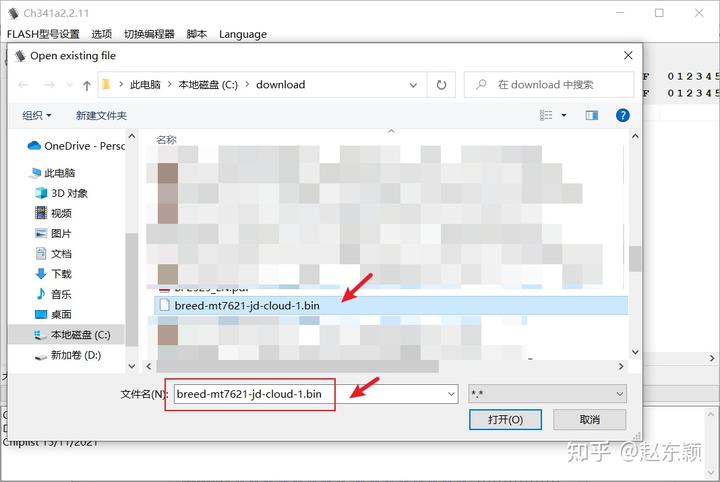 Ch341a2.2.11
FLASH型号设置 选项 切换编程器 脚本 Language
Open existing file
此电脑 › 本地磁盘 (C:) › download
在 download 中搜索
F 0 1 2 3 4 5
F 0 1 2 3 4 5
组织 新建文件夹
名称
OneDrive - Persc
此电脑
3D 对象
视频
图片
文档
下载
音乐
桌面
本地磁盘 (C:)
新加卷 (D:)
breed-mt7621-jd-cloud-1.bin
文件名(N): breed-mt7621-jd-cloud-1.bin
*.*
打开(O) 取消
Chiplist 15/11/2021
知乎 @赵东颖